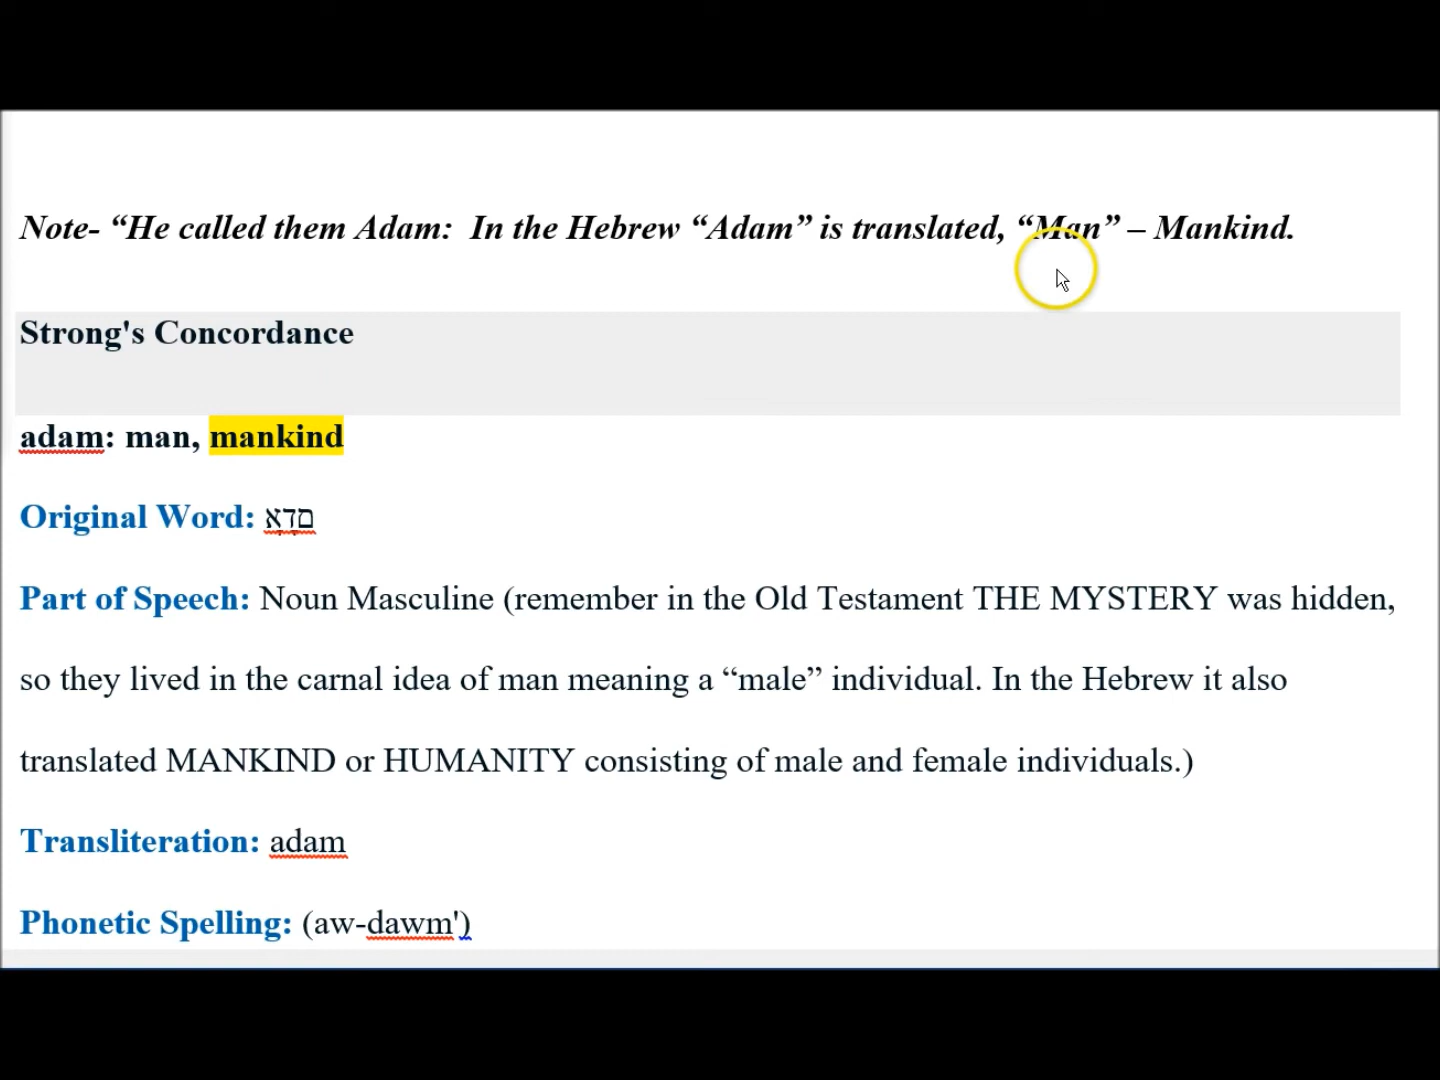 Note- “He called them Adam:  In the Hebrew “Adam” is translated, “Man” – Mankind.
Strong's Concordance
adam: man, mankind
Original Word: םדָאָ
Part of Speech: Noun Masculine (remember in the Old Testament THE MYSTERY was hidden,
so they lived in the carnal idea of man meaning a “male” individual. In the Hebrew it also
translated MANKIND or HUMANITY consisting of male and female individuals.)
Transliteration: adam
Phonetic Spelling: (aw-dawm')